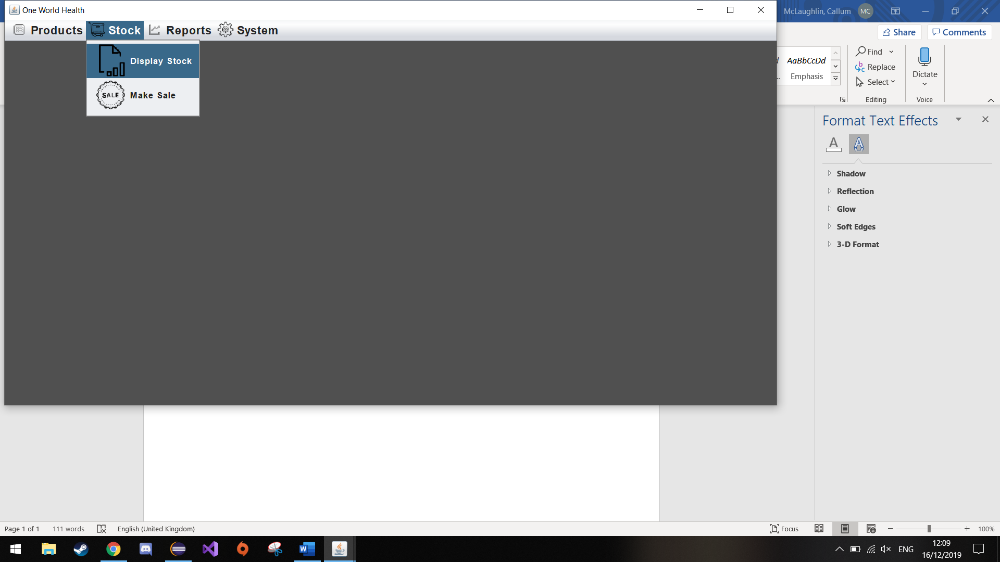 One World Health
McLaughlin, Callum MC
Products Stock Reports System
Share Comments
Display Stock
SALE Make Sale
AaBbCcDd
Emphasis
Find
Replace
Select
Editing
Dictate
Voice
Format Text Effects
Shadow
Reflection
Glow
Soft Edges
3-D Format
Page 1 of 1 111 words English (United Kingdom) Focus 100%
ENG
12:09
16/12/2019